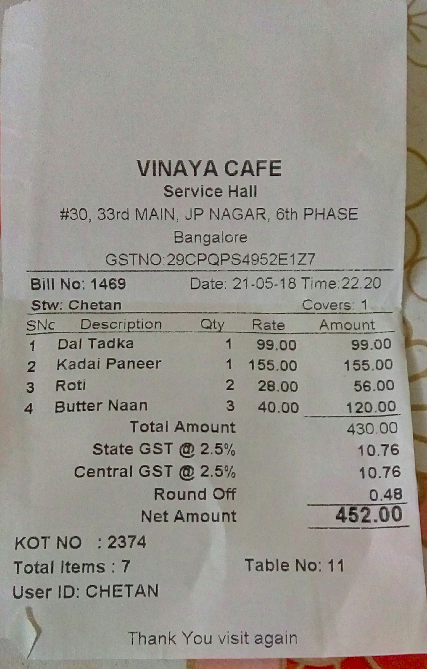 VINAYA CAFE
Service Hall
#30, 33rd MAIN, JP NAGAR, 6th PHASE
Bangalore
GSTNO:29CPQPS4952E1Z7
Bill No: 1469 Date: 21-05-18 Time:22.20
Stw: Chetan Covers: 1
SNo Description Qty Rate Amount
1 Dal Tadka 1 99.00 99.00
2 Kadai Paneer 1 155.00 155.00
3 Roti 2 28.00 56.00
4 Butter Naan 3 40.00 120.00
Total Amount 430.00
State GST @ 2.5% 10.76
Central GST @ 2.5% 10.76
Round Off 0.48
Net Amount 452.00
KOT NO : 2374
Total Items : 7 Table No: 11
User ID: CHETAN
Thank You visit again